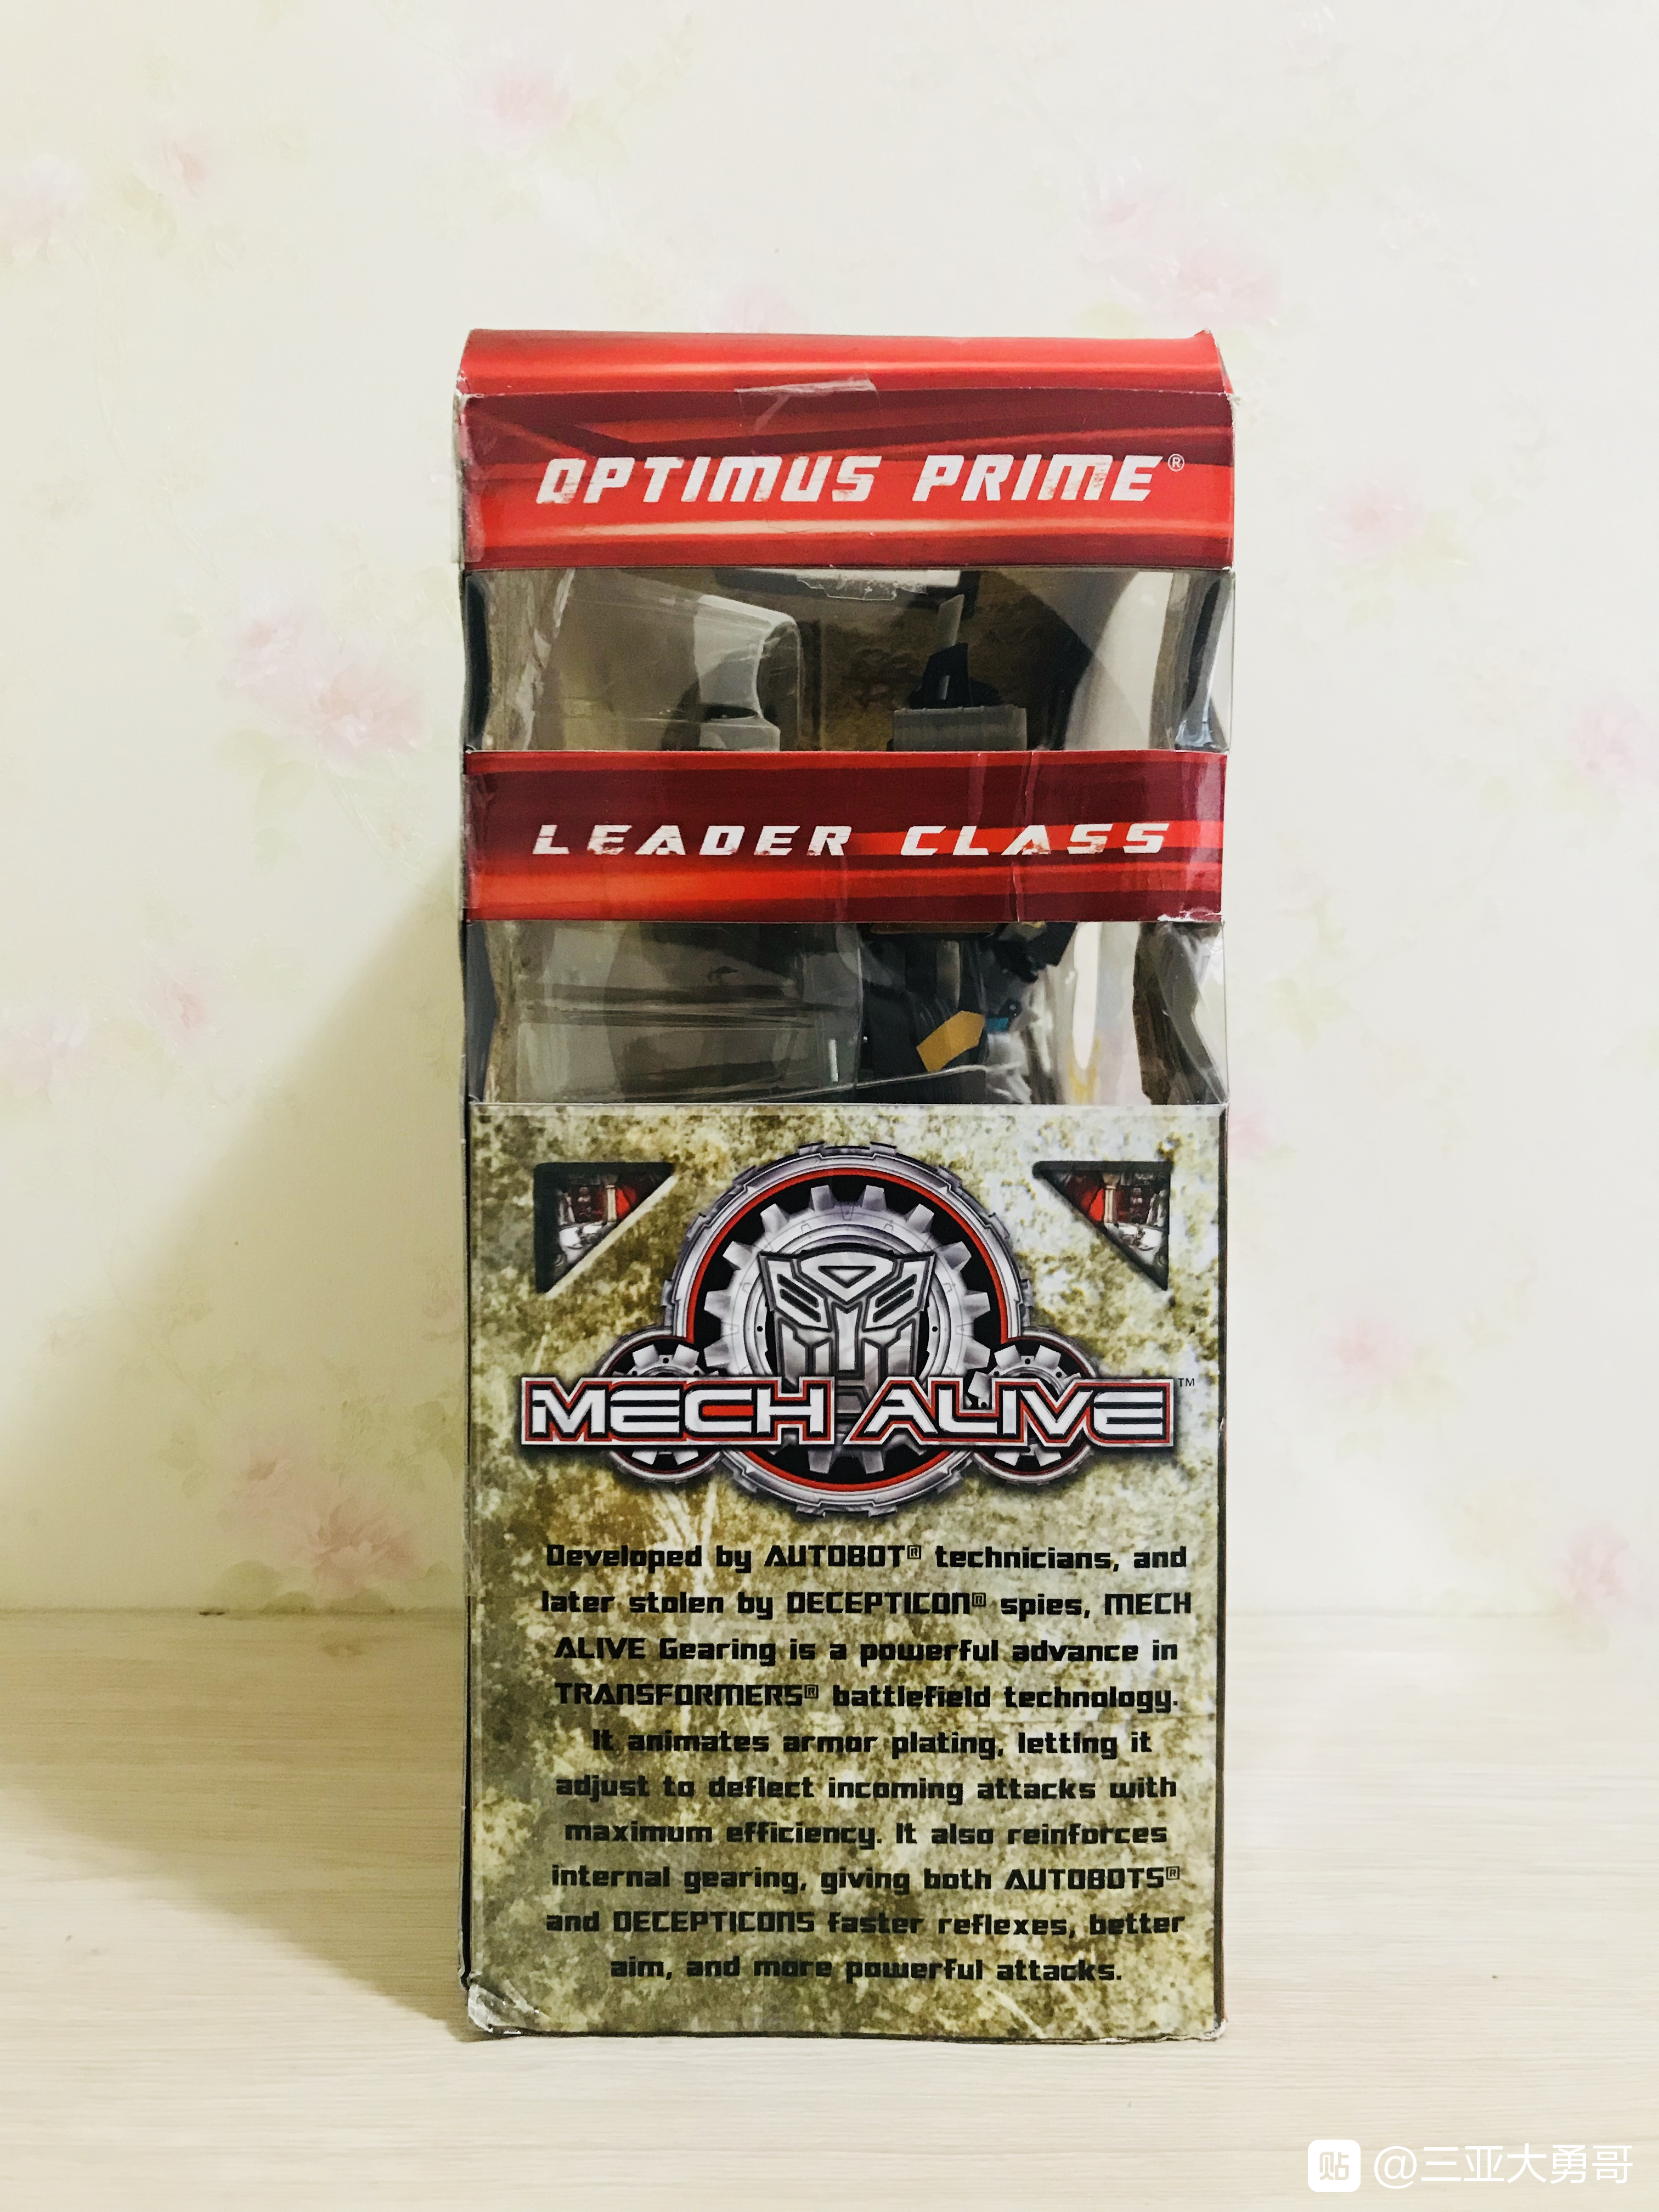 OPTIMUS PRIME®
LEADER CLASS
MECH ALIVE™
Developed by AUTOBOT® technicians, and
later stolen by DECEPTICON® spies, MECH
ALIVE Gearing is a powerful advance in
TRANSFORMERS® battlefield technology.
It animates armor plating, letting it
adjust to deflect incoming attacks with
maximum efficiency. It also reinforces
internal gearing, giving both AUTOBOTS®
and DECEPTICONS faster reflexes, better
aim, and more powerful attacks.
贴 @三亚大勇哥